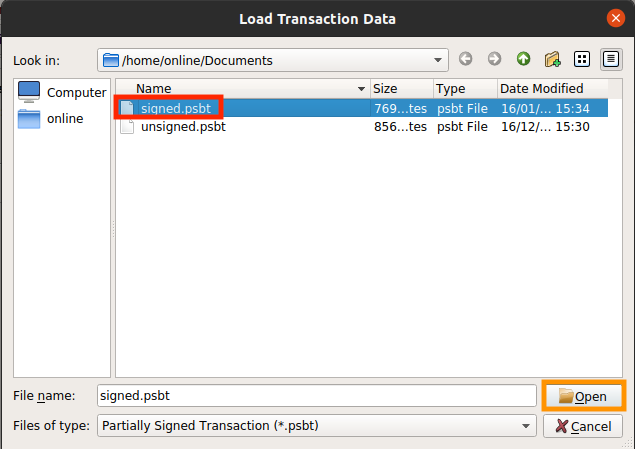 Load Transaction Data
Look in: /home/online/Documents
Computer
online
Name Size Type Date Modified
signed.psbt 769...tes psbt File 16/01/... 15:34
unsigned.psbt 856...tes psbt File 16/12/... 15:30
File name: signed.psbt Open
Files of type: Partially Signed Transaction (*.psbt) Cancel